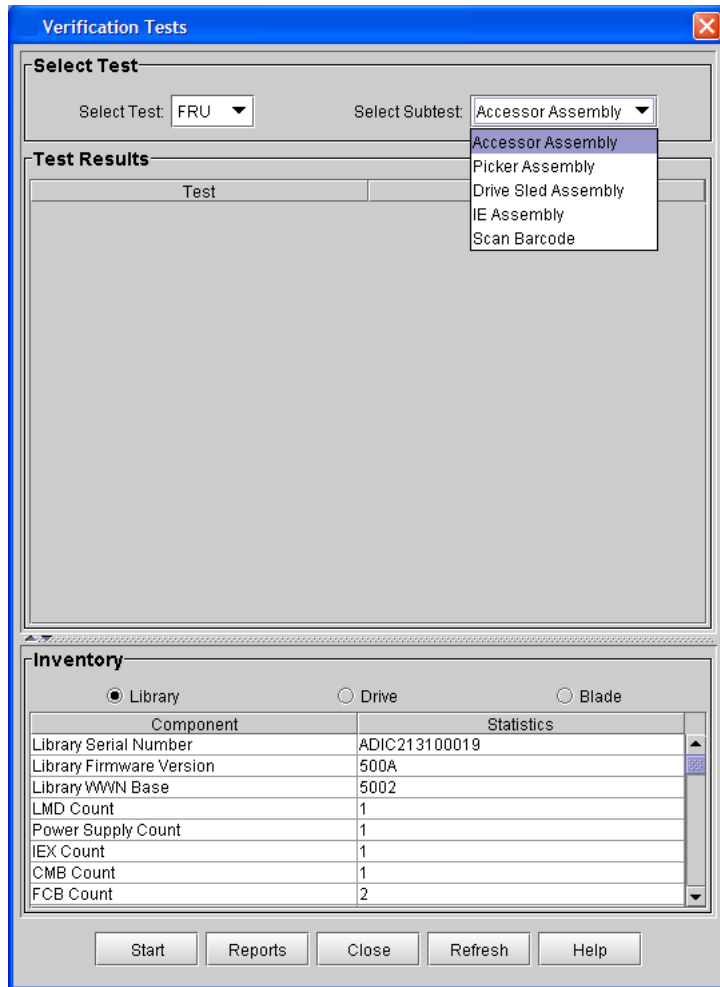 Verification Tests
Select Test
Select Test: FRU Select Subtest: Accessor Assembly
Accessor Assembly
Picker Assembly
Drive Sled Assembly
IE Assembly
Scan Barcode
Test Results
Test
Inventory
Library Drive Blade
Component Statistics
Library Serial Number ADIC213100019
Library Firmware Version 500A
Library WWN Base 5002
LMD Count 1
Power Supply Count 1
IEX Count 1
CMB Count 1
FCB Count 2
Start Reports Close Refresh Help